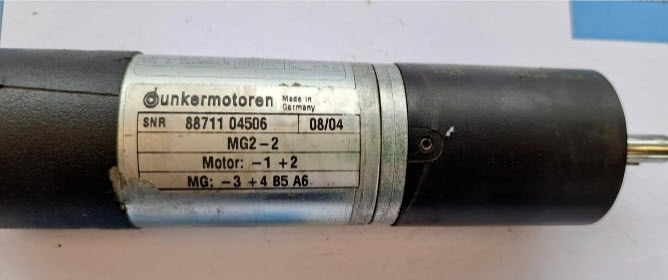 Dunkermotoren Made in
Germany
SNR 88711 04506 08/04
MG2-2
Motor: -1 +2
MG: -3 +4 B5 A6